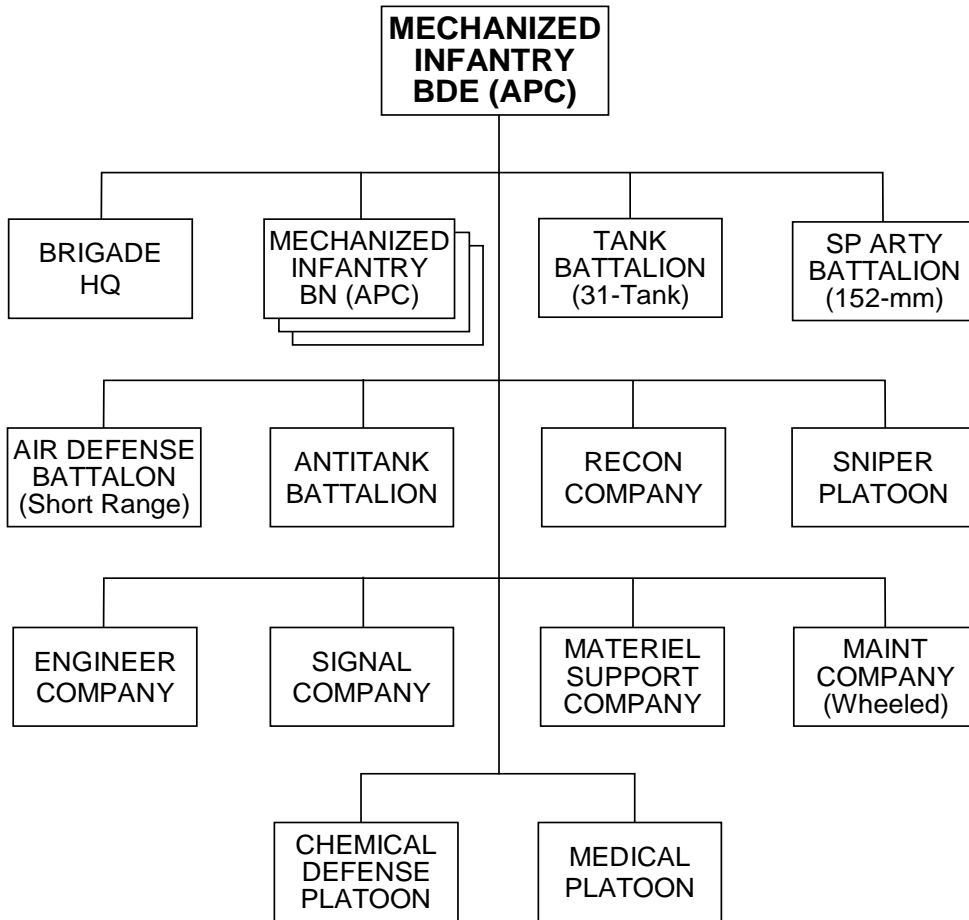 MECHANIZED
INFANTRY
BDE (APC)
BRIGADE
HQ
MECHANIZED
INFANTRY
BN (APC)
TANK
BATTALION
(31-Tank)
SP ARTY
BATTALION
(152-mm)
AIR DEFENSE
BATTALON
(Short Range)
ANTITANK
BATTALION
RECON
COMPANY
SNIPER
PLATOON
ENGINEER
COMPANY
SIGNAL
COMPANY
MATERIEL
SUPPORT
COMPANY
MAINT
COMPANY
(Wheeled)
CHEMICAL
DEFENSE
PLATOON
MEDICAL
PLATOON